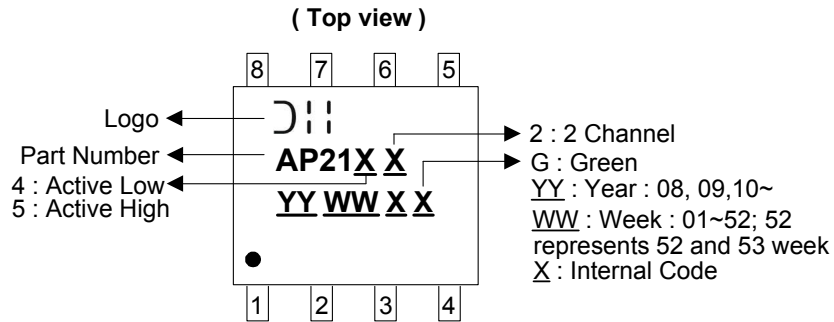 ( Top view )
8 7 6 5
Logo
Part Number
4 : Active Low
5 : Active High
AP21X X
YY WW X X
2 : 2 Channel
G : Green
YY : Year : 08, 09,10~
WW : Week : 01~52; 52
represents 52 and 53 week
X : Internal Code
1 2 3 4